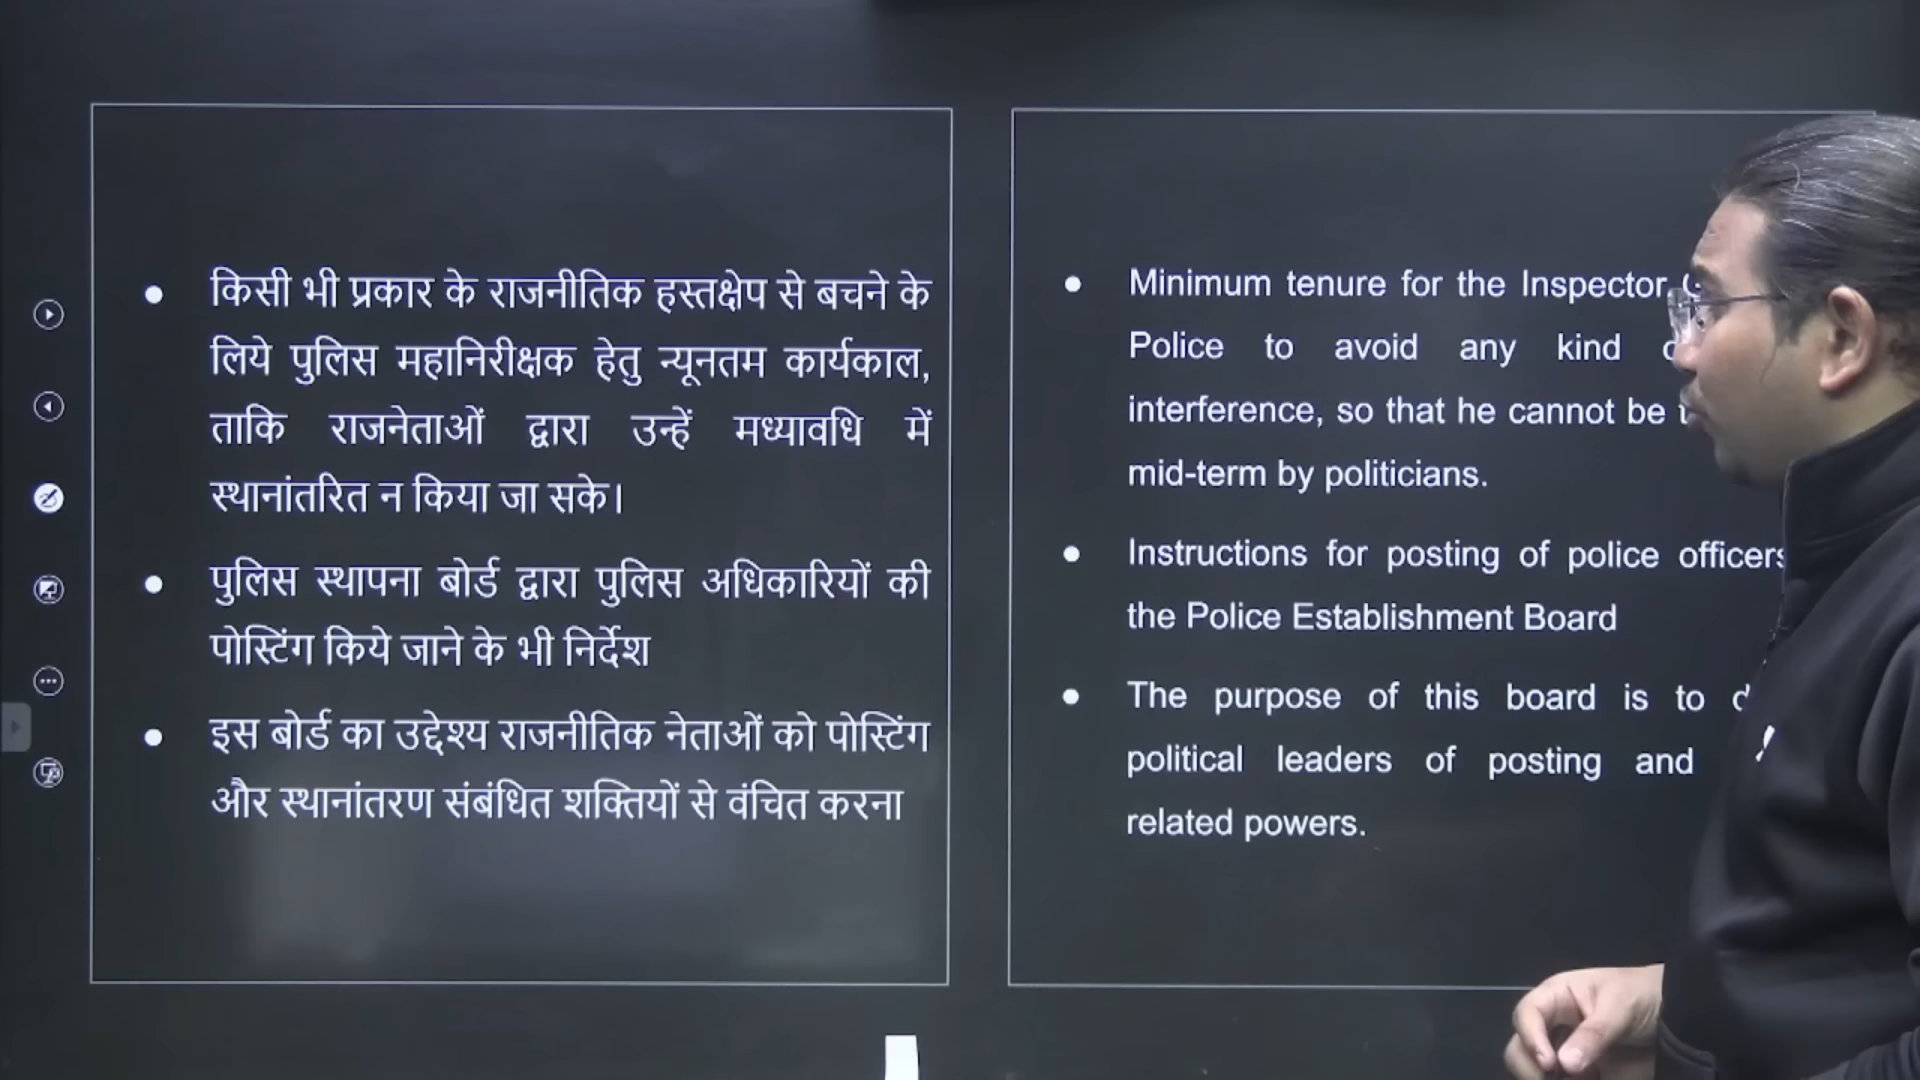 किसी भी प्रकार के राजनीतिक हस्तक्षेप से बचने के
लिये पुलिस महानिरीक्षक हेतु न्यूनतम कार्यकाल,
ताकि राजनेताओं द्वारा उन्हें मध्यावधि में
स्थानांतरित न किया जा सके।
पुलिस स्थापना बोर्ड द्वारा पुलिस अधिकारियों की
पोस्टिंग किये जाने के भी निर्देश
इस बोर्ड का उद्देश्य राजनीतिक नेताओं को पोस्टिंग
और स्थानांतरण संबंधित शक्तियों से वंचित करना
Minimum tenure for the Inspector
Police to avoid any kind
interference, so that he cannot be
mid-term by politicians.
Instructions for posting of police officers
the Police Establishment Board
The purpose of this board is to
political leaders of posting and
related powers.